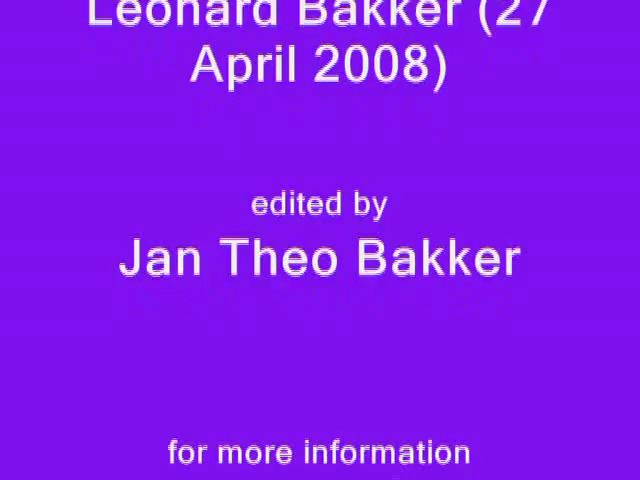 Leonard Bakker (27
April 2008)
edited by
Jan Theo Bakker
for more information